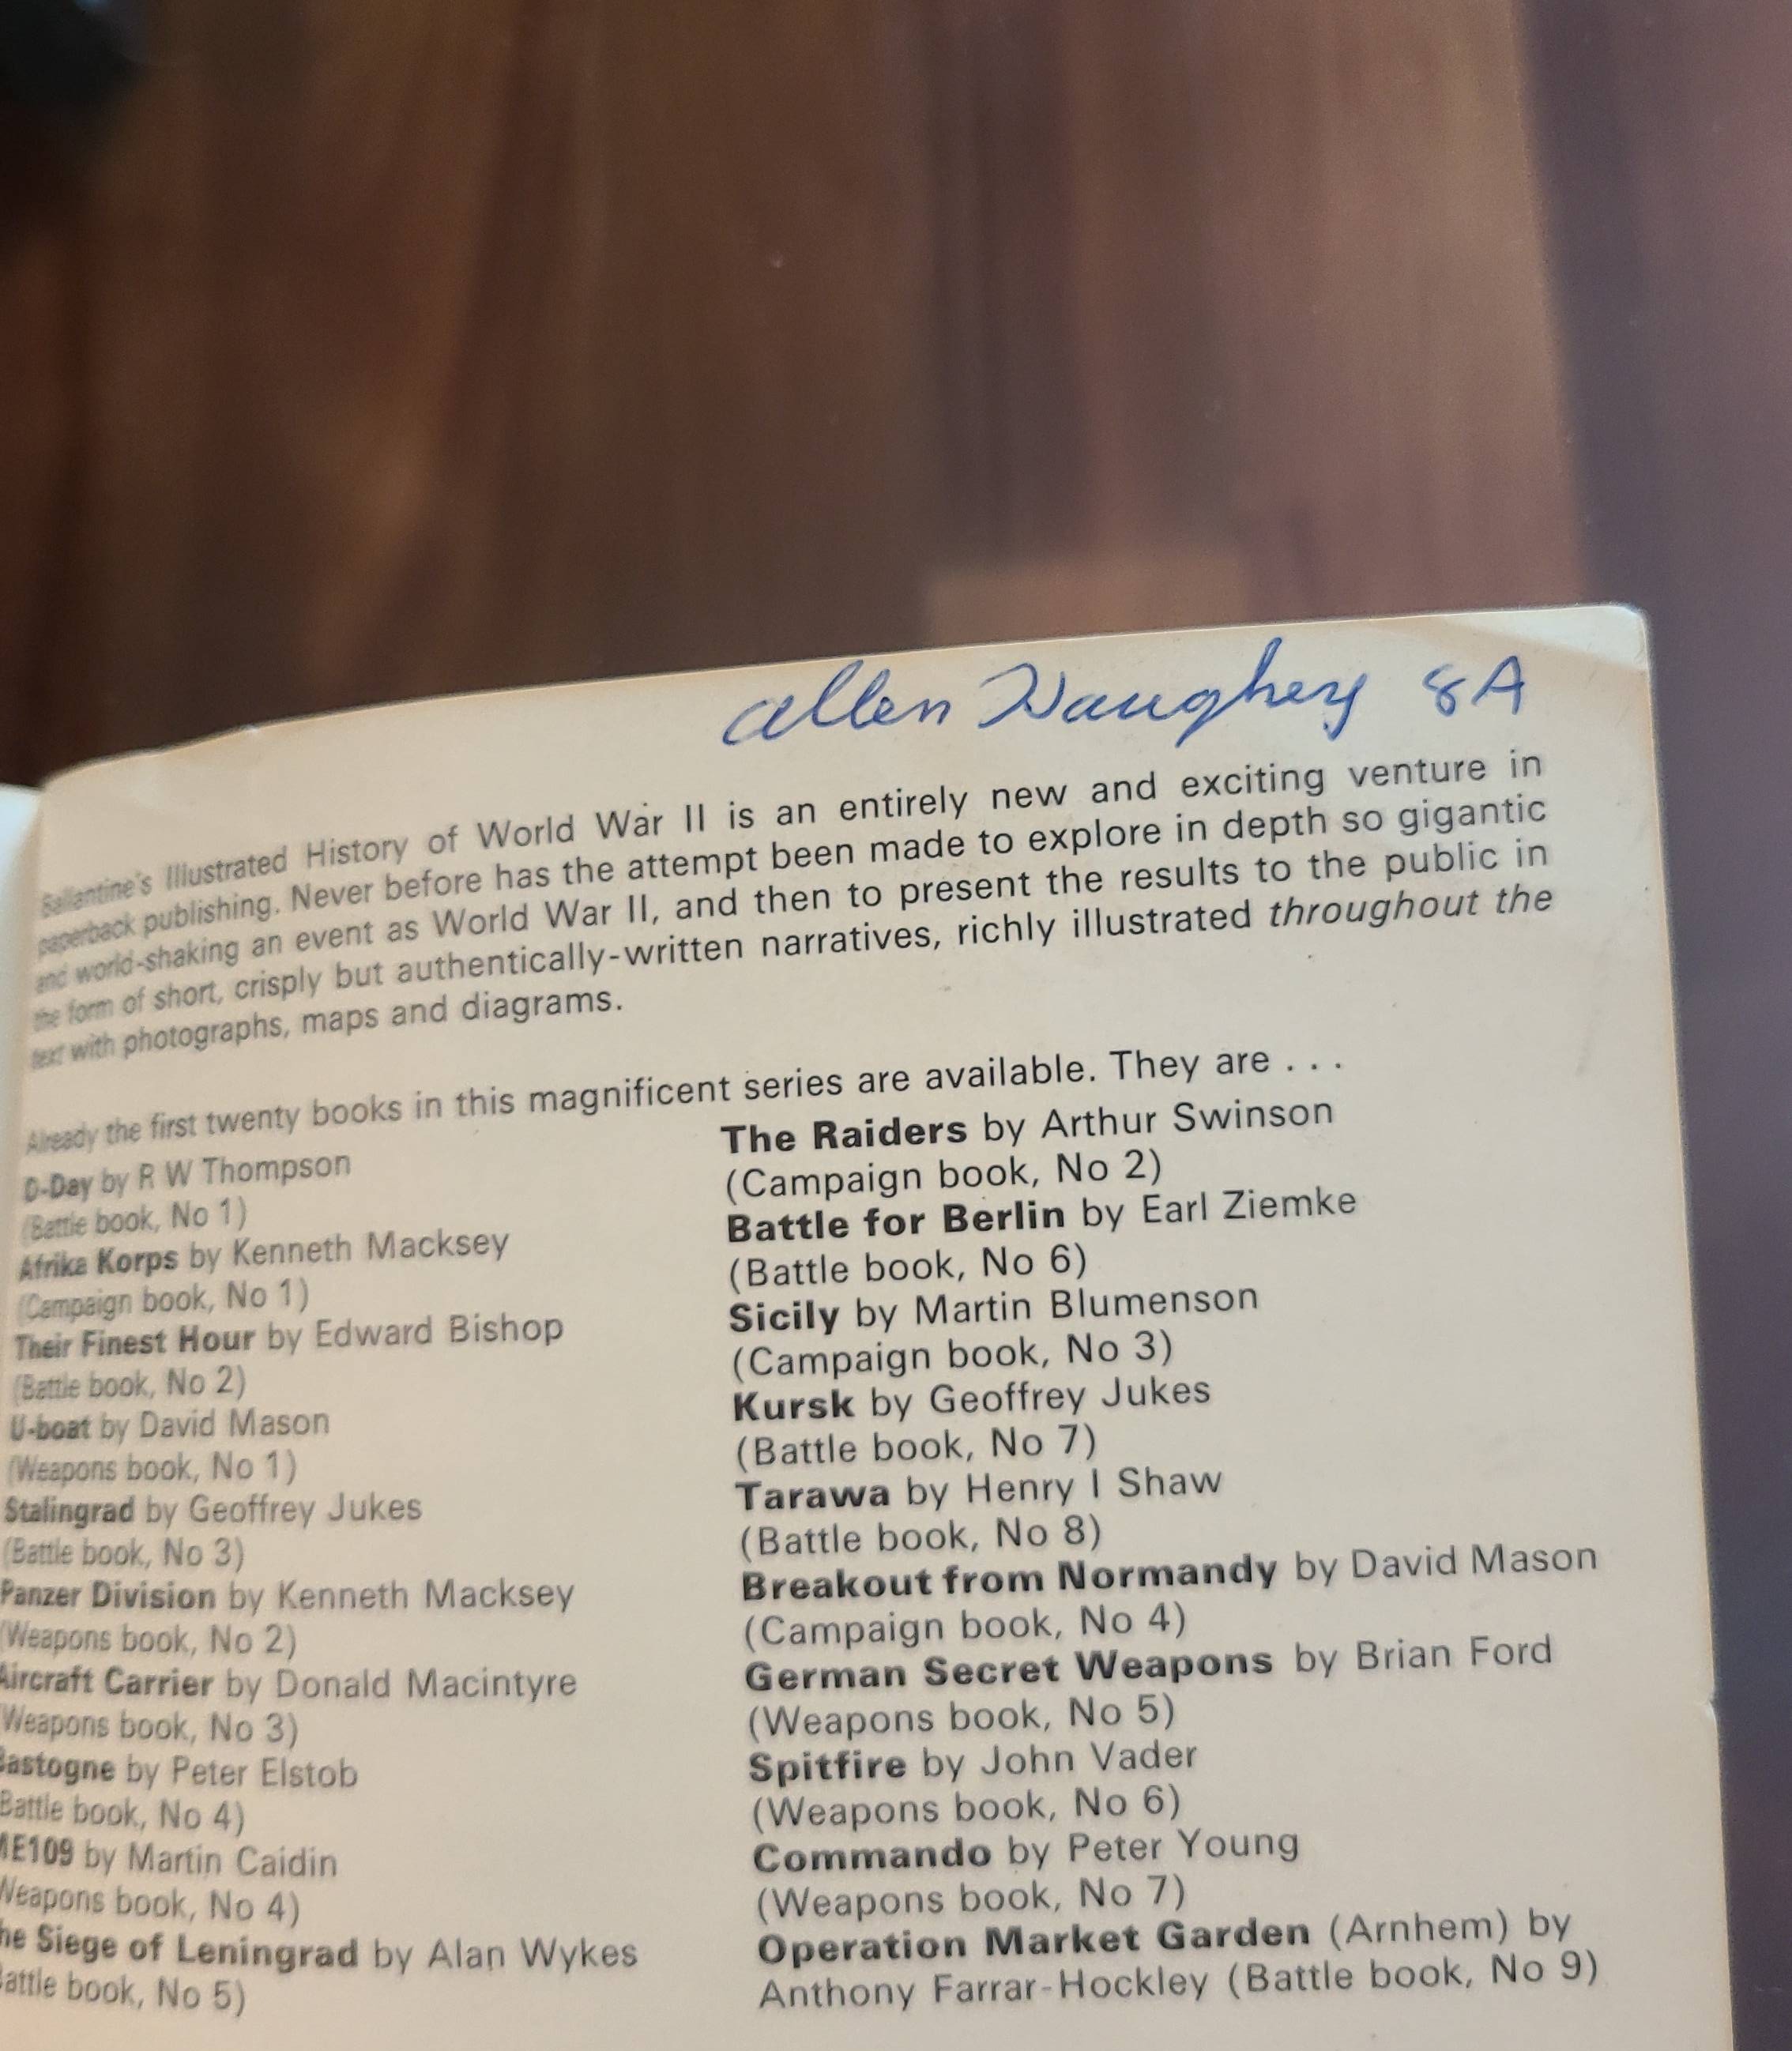 allen Haughey 8A
Ballantine's Illustrated History of World War II is an entirely new and exciting venture in
paperback publishing. Never before has the attempt been made to explore in depth so gigantic
and world-shaking an event as World War II, and then to present the results to the public in
the form of short, crisply but authentically-written narratives, richly illustrated throughout the
text with photographs, maps and diagrams.
Already the first twenty books in this magnificent series are available. They are . . .
D-Day by R W Thompson
(Battle book, No 1)
Afrika Korps by Kenneth Macksey
(Campaign book, No 1)
Their Finest Hour by Edward Bishop
(Battle book, No 2)
U-boat by David Mason
(Weapons book, No 1)
Stalingrad by Geoffrey Jukes
(Battle book, No 3)
Panzer Division by Kenneth Macksey
(Weapons book, No 2)
Aircraft Carrier by Donald Macintyre
(Weapons book, No 3)
Bastogne by Peter Elstob
(Battle book, No 4)
ME109 by Martin Caidin
(Weapons book, No 4)
The Siege of Leningrad by Alan Wykes
(Battle book, No 5)
The Raiders by Arthur Swinson
(Campaign book, No 2)
Battle for Berlin by Earl Ziemke
(Battle book, No 6)
Sicily by Martin Blumenson
(Campaign book, No 3)
Kursk by Geoffrey Jukes
(Battle book, No 7)
Tarawa by Henry I Shaw
(Battle book, No 8)
Breakout from Normandy by David Mason
(Campaign book, No 4)
German Secret Weapons by Brian Ford
(Weapons book, No 5)
Spitfire by John Vader
(Weapons book, No 6)
Commando by Peter Young
(Weapons book, No 7)
Operation Market Garden (Arnhem) by
Anthony Farrar-Hockley (Battle book, No 9)